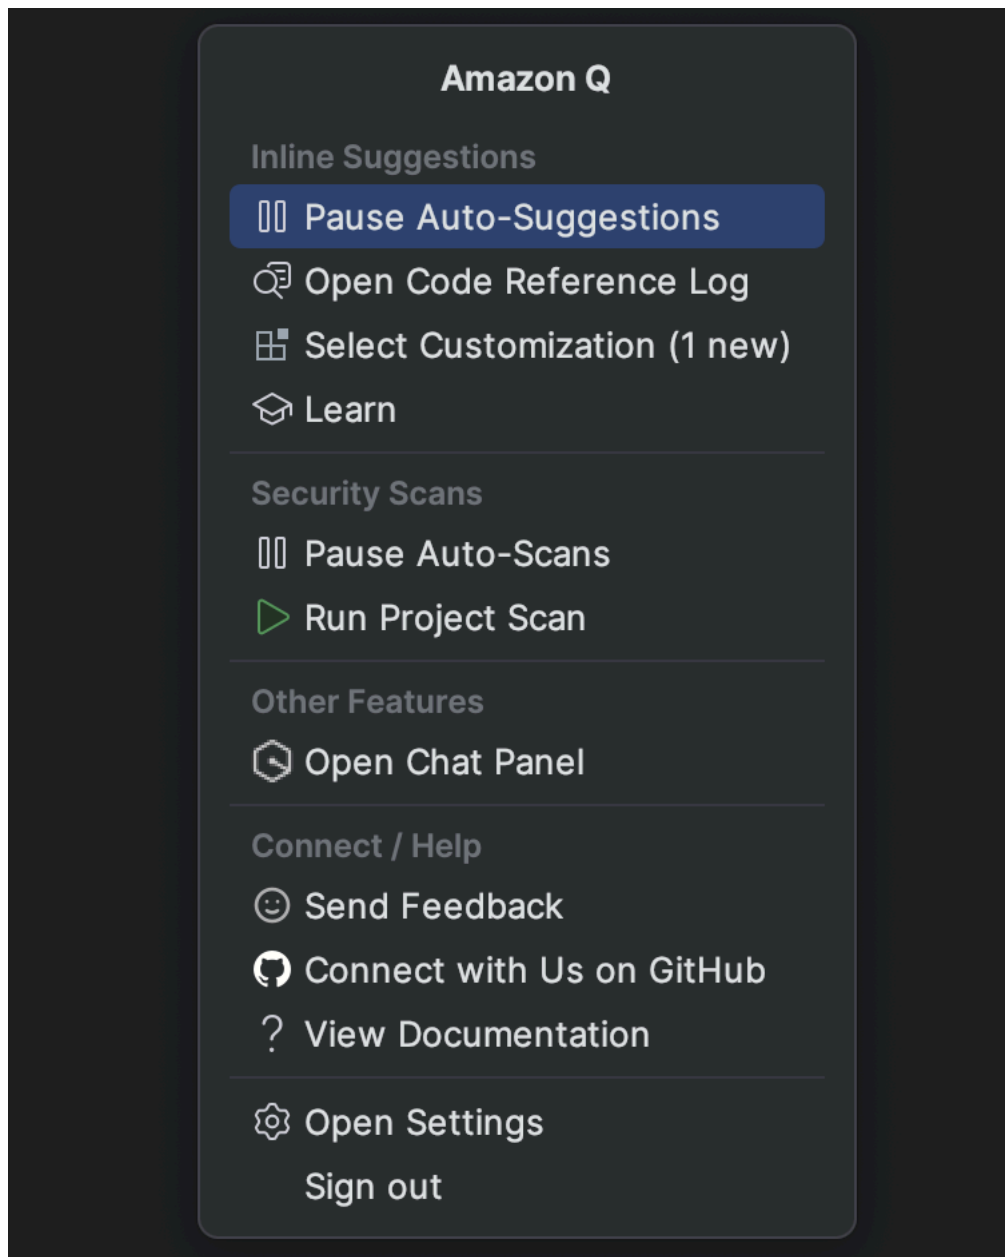 Amazon Q
Inline Suggestions
Pause Auto-Suggestions
Open Code Reference Log
Select Customization (1 new)
Learn
Security Scans
Pause Auto-Scans
Run Project Scan
Other Features
Open Chat Panel
Connect / Help
Send Feedback
Connect with Us on GitHub
? View Documentation
Open Settings
Sign out